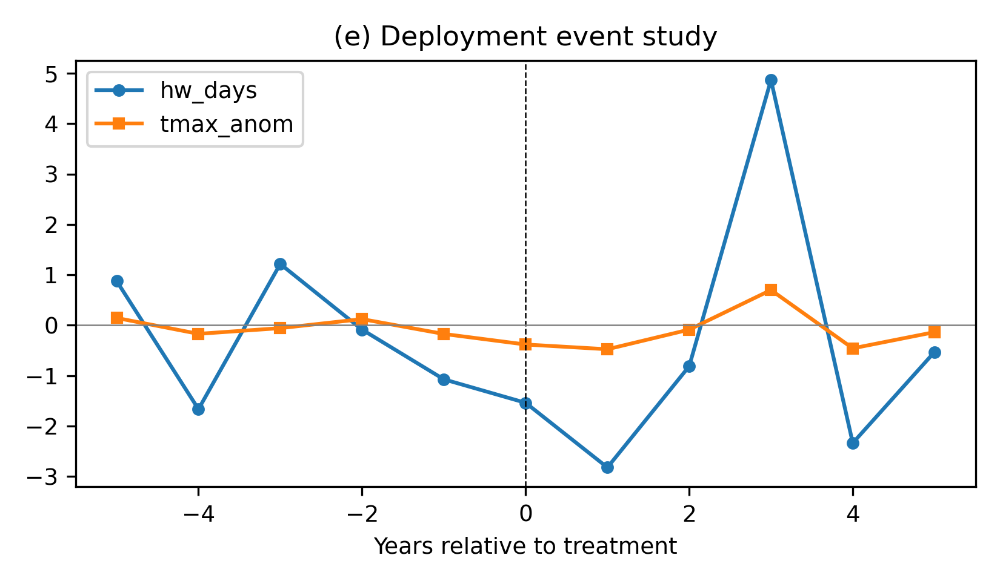 (e) Deployment event study
hw_days
tmax_anom
5
4
3
2
1
0
−1
−2
−3
−4 −2 0 2 4
Years relative to treatment